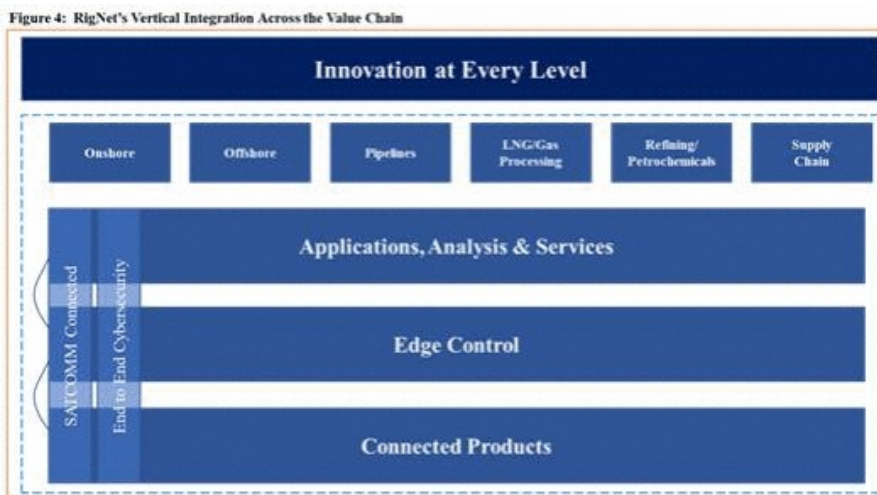 Figure 4: RigNet's Vertical Integration Across the Value Chain
Innovation at Every Level
Onshore
Offshore
Pipelines
LNG/Gas
Processing
Refining/
Petrochemicals
Supply
Chain
SATCOMM Connected
End to End Cybersecurity
Applications, Analysis & Services
Edge Control
Connected Products